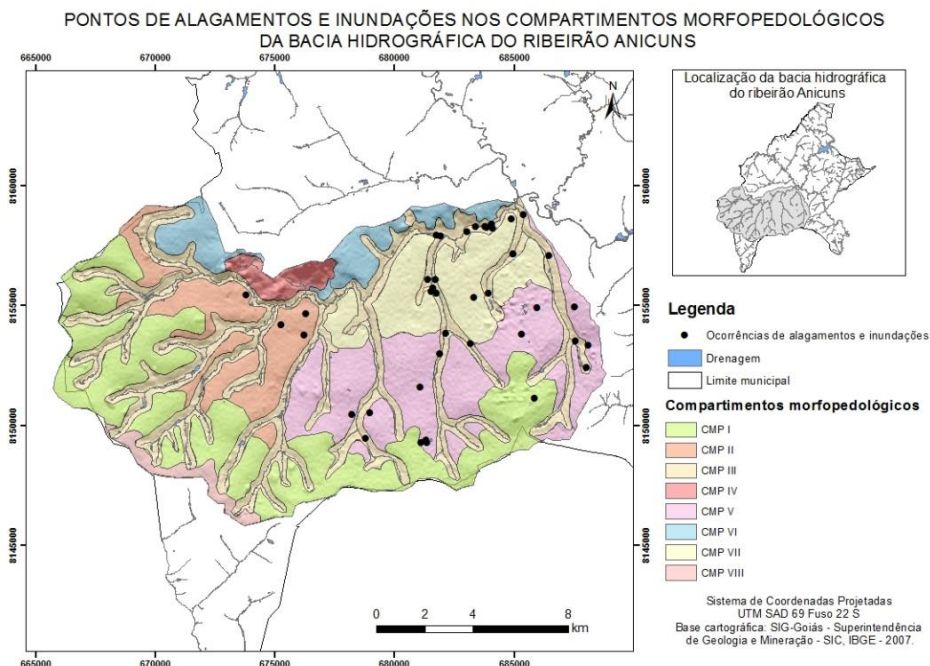 PONTOS DE ALAGAMENTOS E INUNDAÇÕES NOS COMPARTIMENTOS MORFOPEDOLÓGICOS
DA BACIA HIDROGRÁFICA DO RIBEIRÃO ANICUNS
665000 670000 675000 680000 685000
8160000 8160000
8155000 8155000
8150000 8150000
8145000 8145000
N
0 2 4 8
km
665000 670000 675000 680000 685000
Localização da bacia hidrográfica
do ribeirão Anicuns
Legenda
Ocorrências de alagamentos e inundações
Drenagem
Limite municipal
Compartimentos morfopedológicos
CMP I
CMP II
CMP III
CMP IV
CMP V
CMP VI
CMP VII
CMP VIII
Sistema de Coordenadas Projetadas
UTM SAD 69 Fuso 22 S
Base cartográfica: SIG-Goiás - Superintendência
de Geologia e Mineração - SIC, IBGE - 2007.